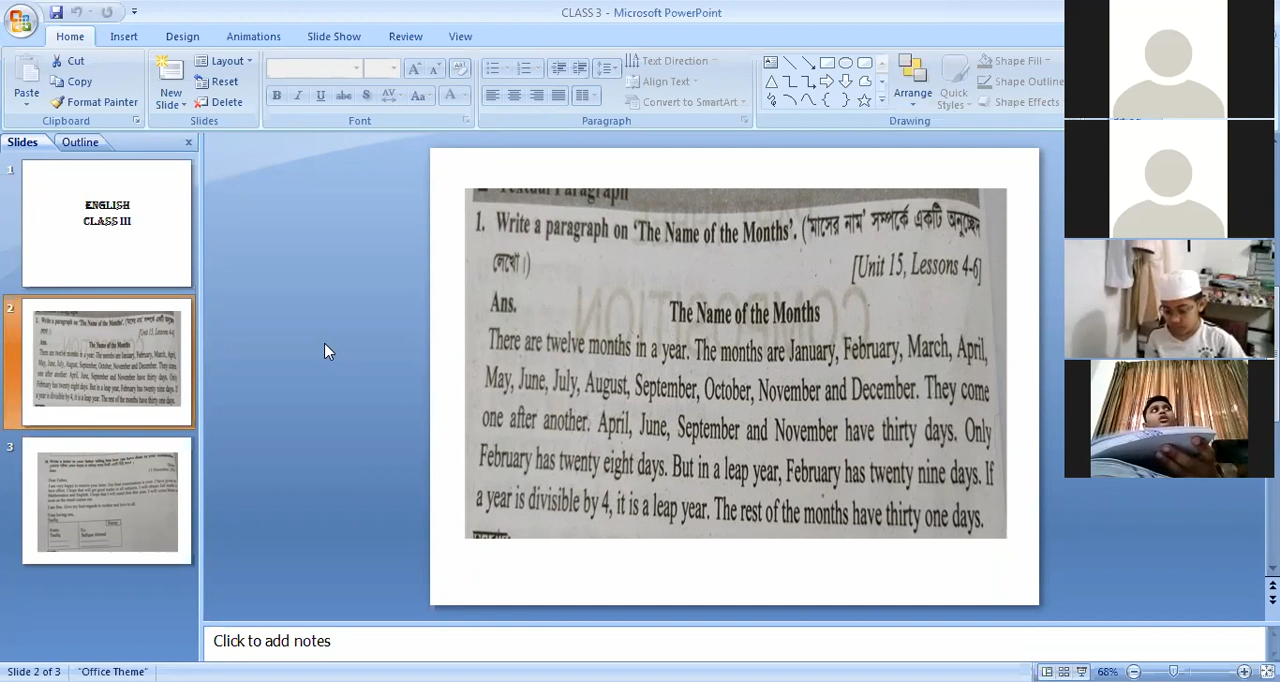 CLASS 3 - Microsoft PowerPoint
Home Insert Design Animations Slide Show Review View
Paste
Cut
Copy
Format Painter
Clipboard
New Slide
Layout
Reset
Delete
Slides
B I U abc S AV Aa A
Font
Text Direction
Align Text
Convert to SmartArt
Paragraph
Arrange
Quick Styles
Shape Fill
Shape Outline
Shape Effects
Drawing
Slides Outline
1
ENGLISH
CLASS III
2
3
Textual Paragraph
1. Write a paragraph on ‘The Name of the Months’. (‘মাসের নাম’ সম্পর্কে একটি অনুচ্ছেদ
লেখো।)
[Unit 15, Lessons 4-6]
Ans.
The Name of the Months
There are twelve months in a year. The months are January, February, March, April,
May, June, July, August, September, October, November and December. They come
one after another. April, June, September and November have thirty days. Only
February has twenty eight days. But in a leap year, February has twenty nine days. If
a year is divisible by 4, it is a leap year. The rest of the months have thirty one days.
Click to add notes
Slide 2 of 3 "Office Theme" 68%